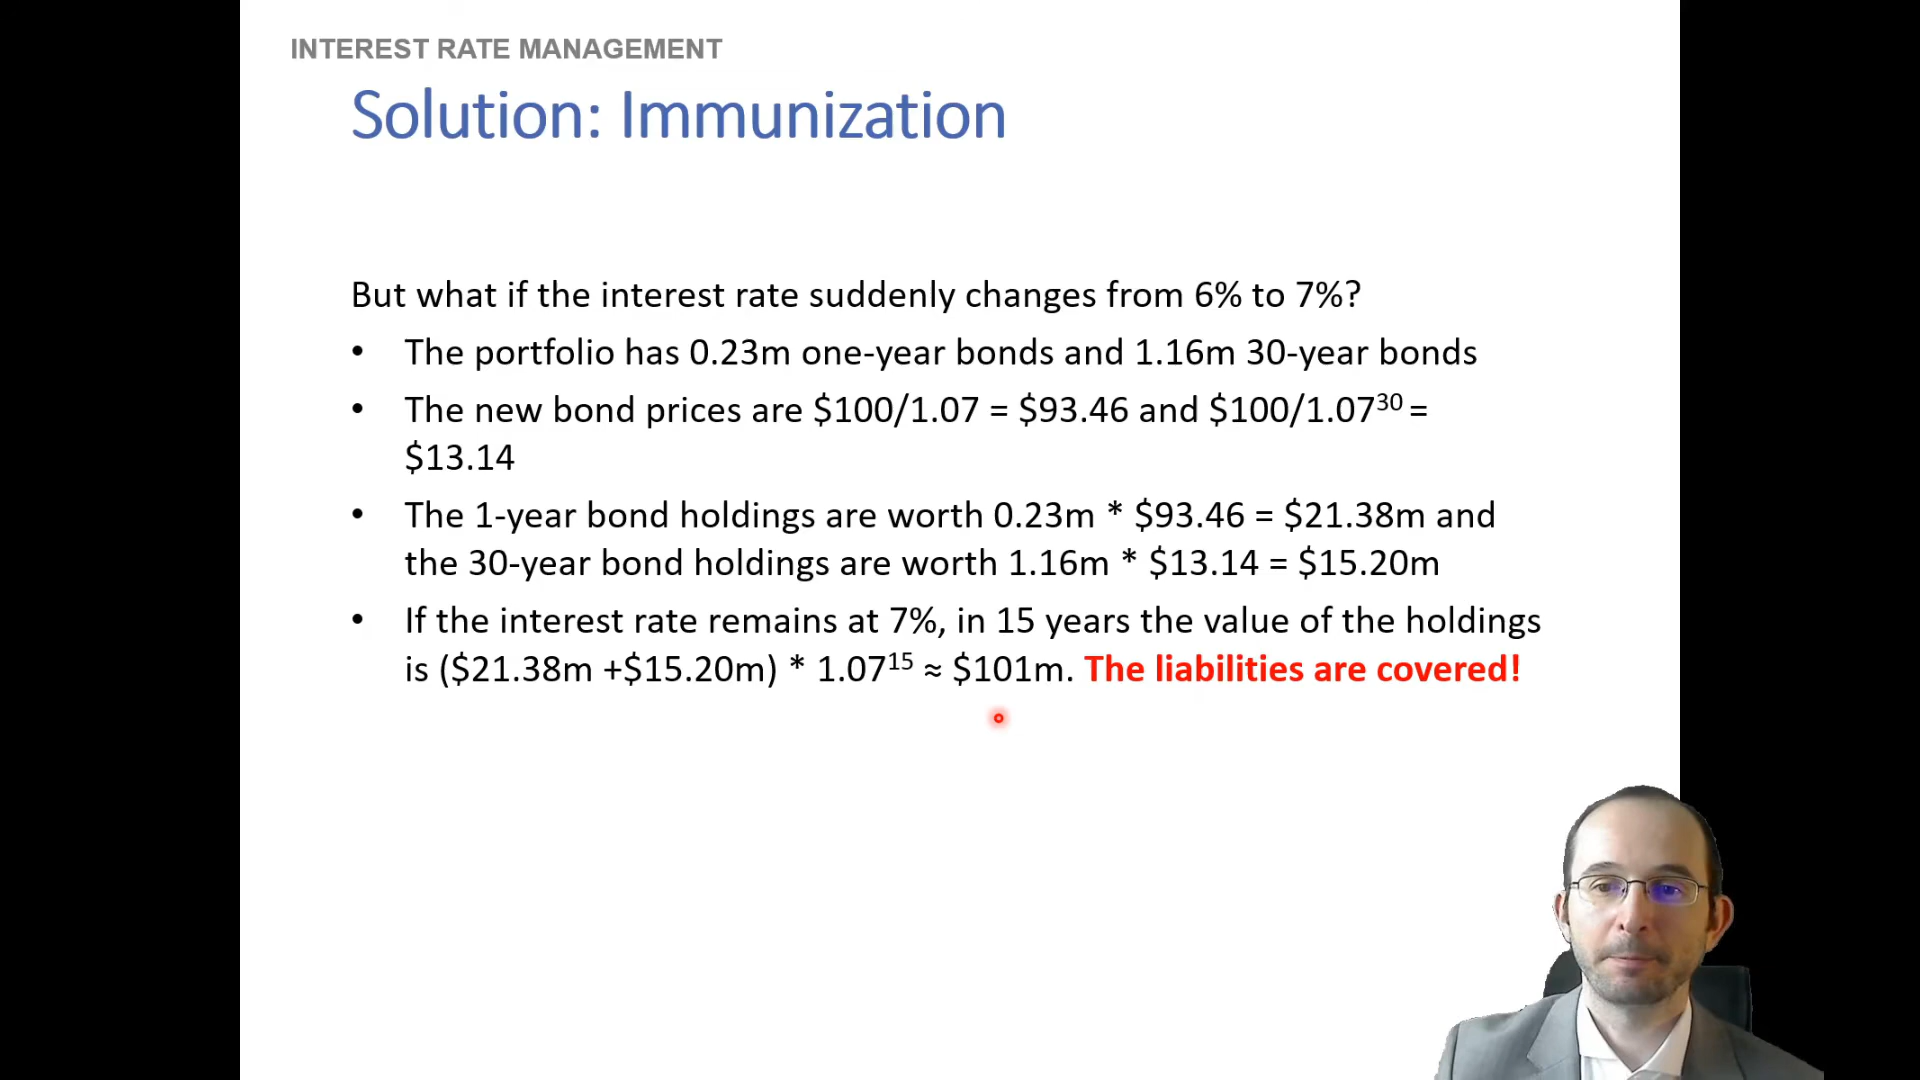 INTEREST RATE MANAGEMENT
Solution: Immunization
But what if the interest rate suddenly changes from 6% to 7%?
• The portfolio has 0.23m one-year bonds and 1.16m 30-year bonds
• The new bond prices are $100/1.07 = $93.46 and $100/1.07³⁰ =
$13.14
• The 1-year bond holdings are worth 0.23m * $93.46 = $21.38m and
the 30-year bond holdings are worth 1.16m * $13.14 = $15.20m
• If the interest rate remains at 7%, in 15 years the value of the holdings
is ($21.38m +$15.20m) * 1.07¹⁵ ≈ $101m. The liabilities are covered!